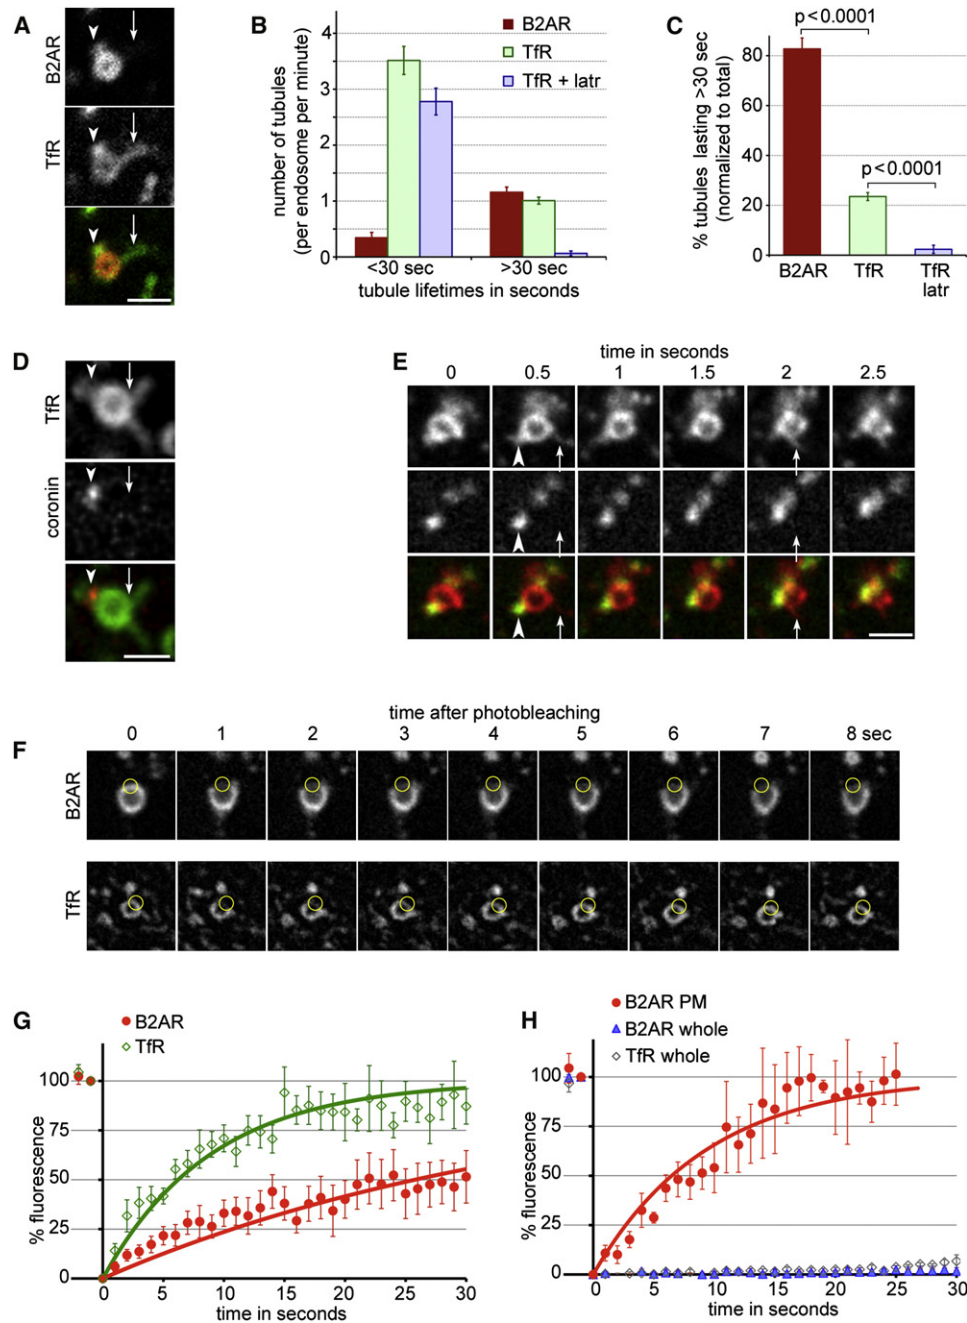 A
B2AR
TfR
B
number of tubules
(per endosome per minute)
4
3
2
1
0
B2AR
TfR
TfR + latr
<30 sec
>30 sec
tubule lifetimes in seconds
C
% tubules lasting >30 sec
(normalized to total)
80
60
40
20
0
p<0.0001
p<0.0001
B2AR
TfR
TfR
latr
D
TfR
coronin
E
time in seconds
0 0.5 1 1.5 2 2.5
F
time after photobleaching
0 1 2 3 4 5 6 7 8 sec
B2AR
TfR
G
B2AR
TfR
% fluorescence
100
75
50
25
0
0 5 10 15 20 25 30
time in seconds
H
B2AR PM
B2AR whole
TfR whole
% fluorescence
100
75
50
25
0
0 5 10 15 20 25 30
time in seconds